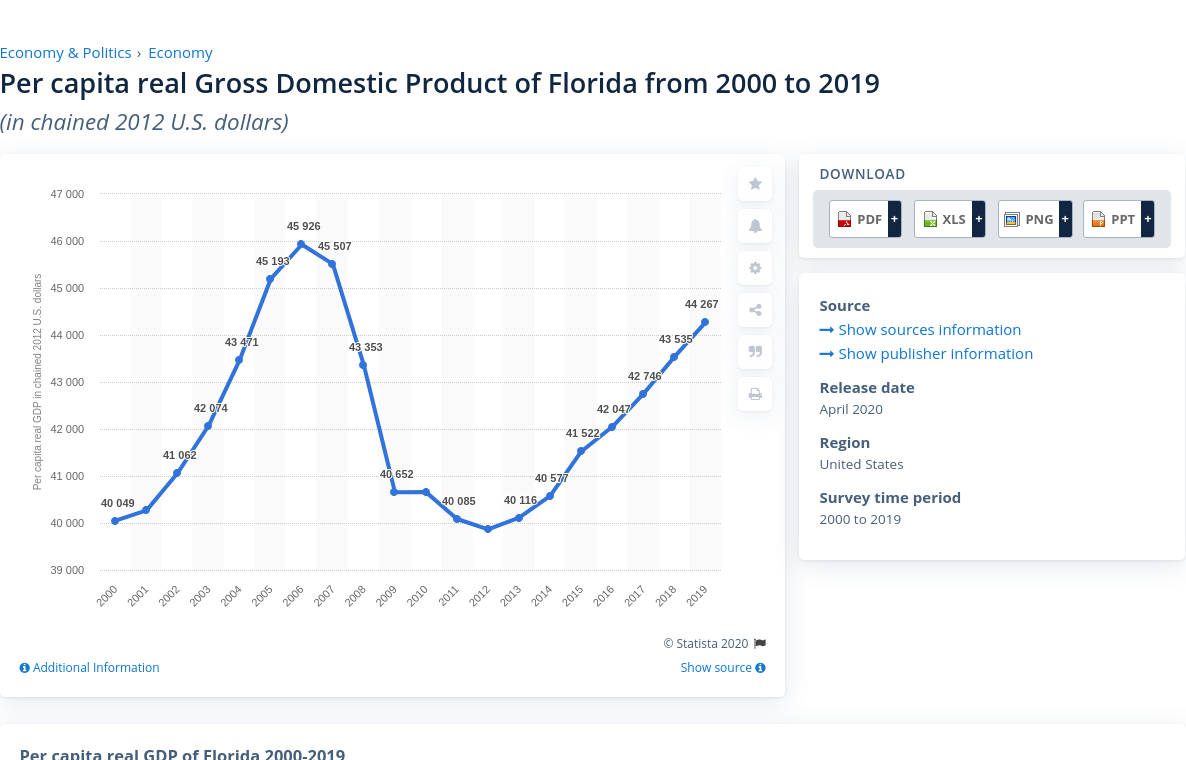 Economy & Politics › Economy
Per capita real Gross Domestic Product of Florida from 2000 to 2019
(in chained 2012 U.S. dollars)
DOWNLOAD
PDF + XLS + PNG + PPT +
47 000
46 000
45 000
44 000
43 000
42 000
41 000
40 000
39 000
Per capita real GDP in chained 2012 U.S. dollars
40 049
41 062
42 074
43 471
45 193
45 926
45 507
43 353
40 652
40 085
40 116
40 577
41 522
42 047
42 746
43 535
44 267
2000 2001 2002 2003 2004 2005 2006 2007 2008 2009 2010 2011 2012 2013 2014 2015 2016 2017 2018 2019
© Statista 2020
Additional Information
Show source
Source
Show sources information
Show publisher information
Release date
April 2020
Region
United States
Survey time period
2000 to 2019
Per capita real GDP of Florida 2000-2019